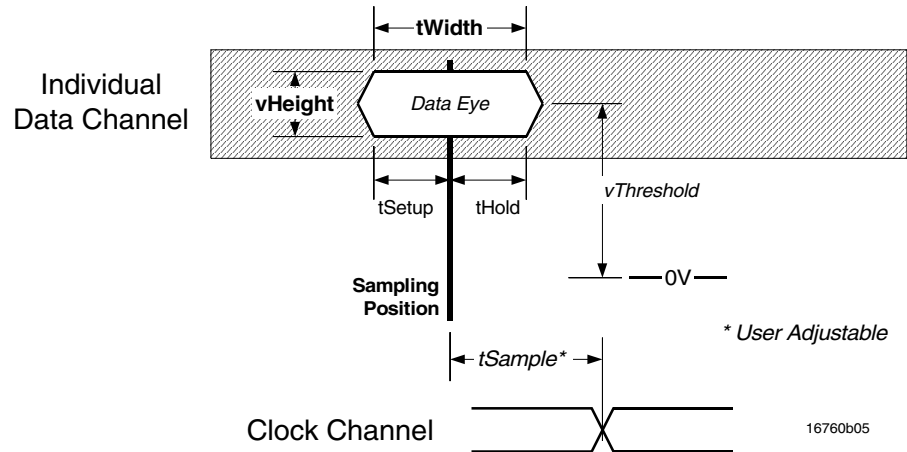 tWidth
Individual
Data Channel
vHeight
Data Eye
tSetup
tHold
vThreshold
Sampling
Position
0V
* User Adjustable
tSample*
Clock Channel
16760b05